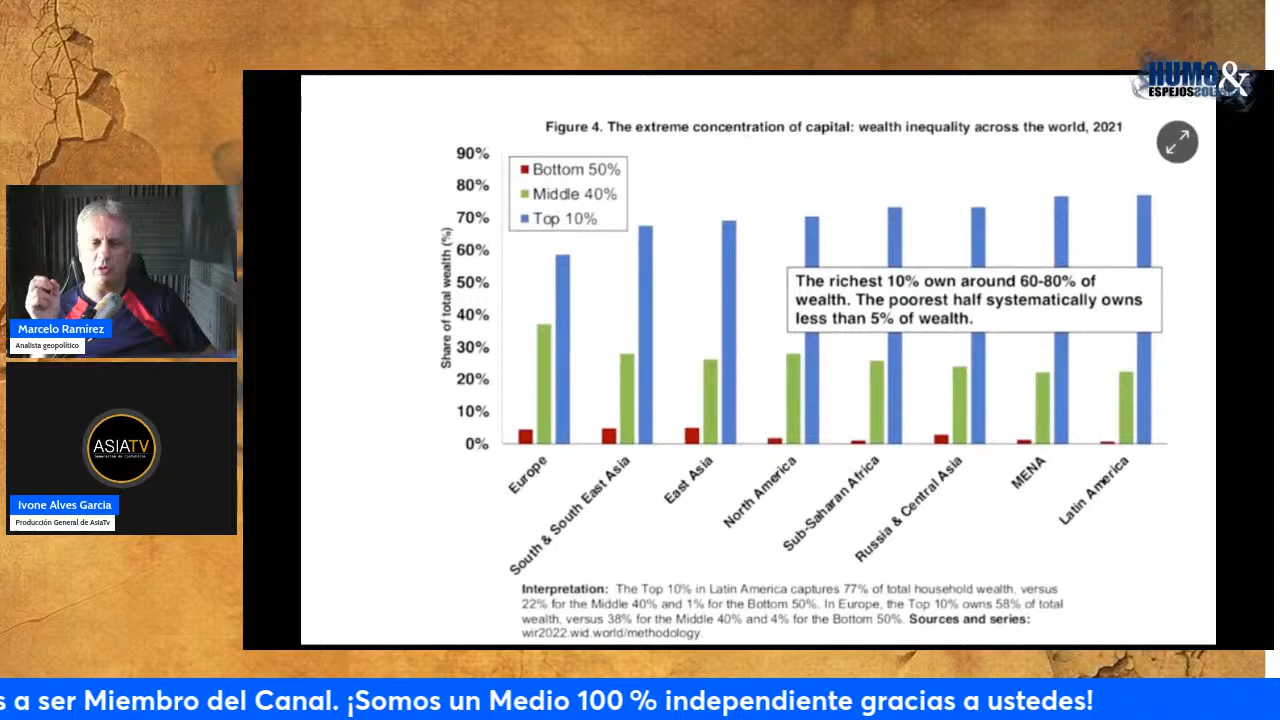 HUMO&
ESPEJOS
Figure 4. The extreme concentration of capital: wealth inequality across the world, 2021
90%
80%
70%
60%
50%
40%
30%
20%
10%
0%
Share of total wealth (%)
Bottom 50%
Middle 40%
Top 10%
The richest 10% own around 60-80% of
wealth. The poorest half systematically owns
less than 5% of wealth.
Europe
South & South East Asia
East Asia
North America
Sub-Saharan Africa
Russia & Central Asia
MENA
Latin America
Interpretation: The Top 10% in Latin America captures 77% of total household wealth, versus
22% for the Middle 40% and 1% for the Bottom 50%. In Europe, the Top 10% owns 58% of total
wealth, versus 38% for the Middle 40% and 4% for the Bottom 50%. Sources and series:
wir2022.wid.world/methodology.
Marcelo Ramírez
Analista geopolítico
ASIATV
Ivone Alves Garcia
Producción General de AsiaTv
s a ser Miembro del Canal. ¡Somos un Medio 100 % independiente gracias a ustedes!